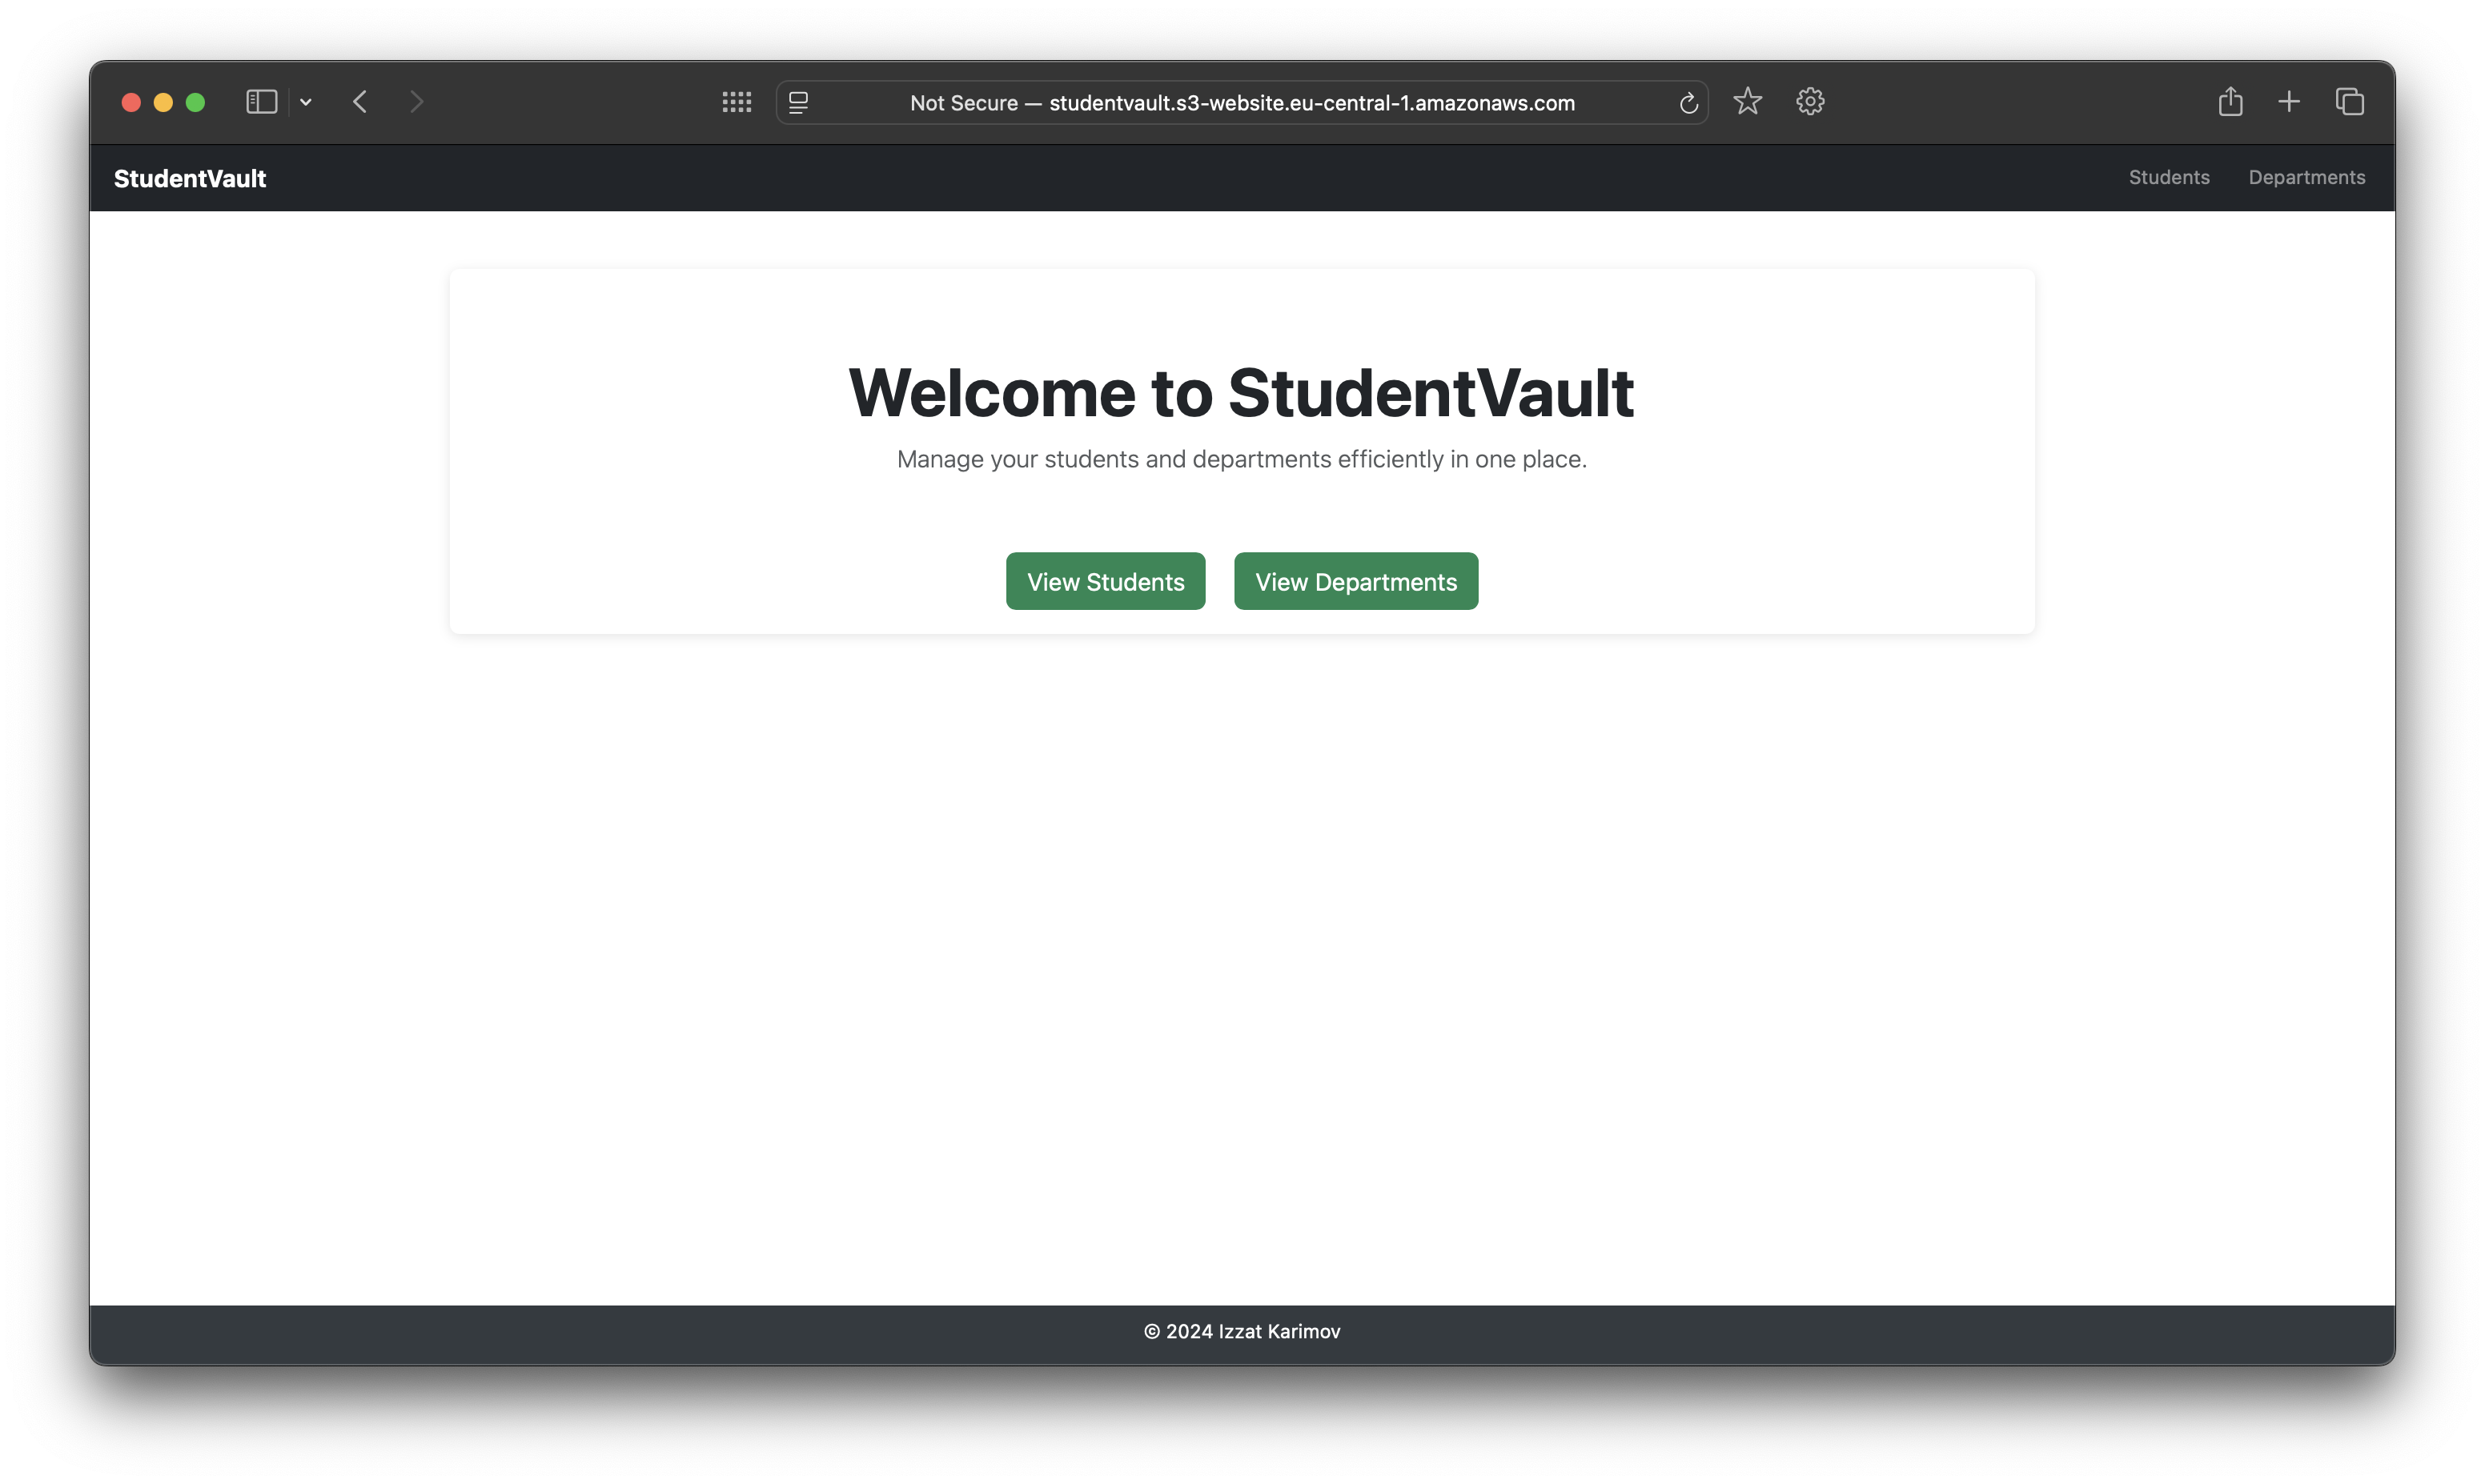 Not Secure — studentvault.s3-website.eu-central-1.amazonaws.com
StudentVault
Students
Departments
Welcome to StudentVault
Manage your students and departments efficiently in one place.
View Students
View Departments
© 2024 Izzat Karimov